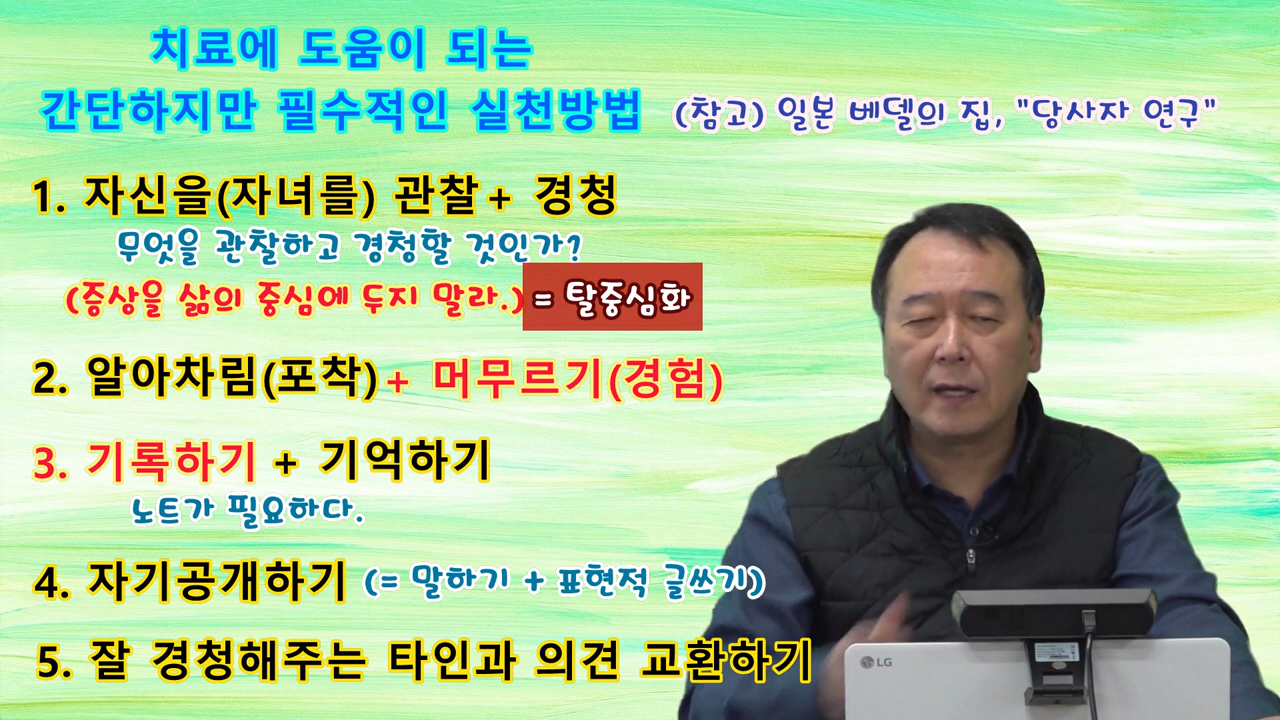 치료에 도움이 되는
간단하지만 필수적인 실천방법 (참고) 일본 베델의 집, "당사자 연구"
1. 자신을(자녀를) 관찰 + 경청
무엇을 관찰하고 경청할 것인가?
(증상을 삶의 중심에 두지 말라.) = 탈중심화
2. 알아차림(포착) + 머무르기(경험)
3. 기록하기 + 기억하기
노트가 필요하다.
4. 자기공개하기 (= 말하기 + 표현적 글쓰기)
5. 잘 경청해주는 타인과 의견 교환하기
LG